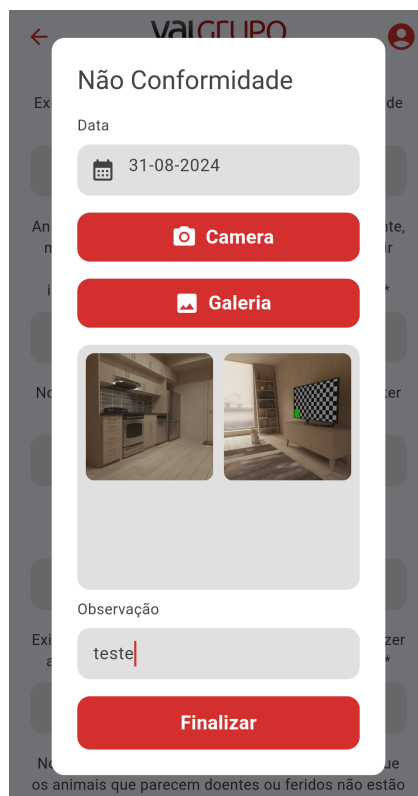 Não Conformidade
Data
31-08-2024
Camera
Galeria
Observação
teste
Finalizar
os animais que parecem doentes ou feridos não estão